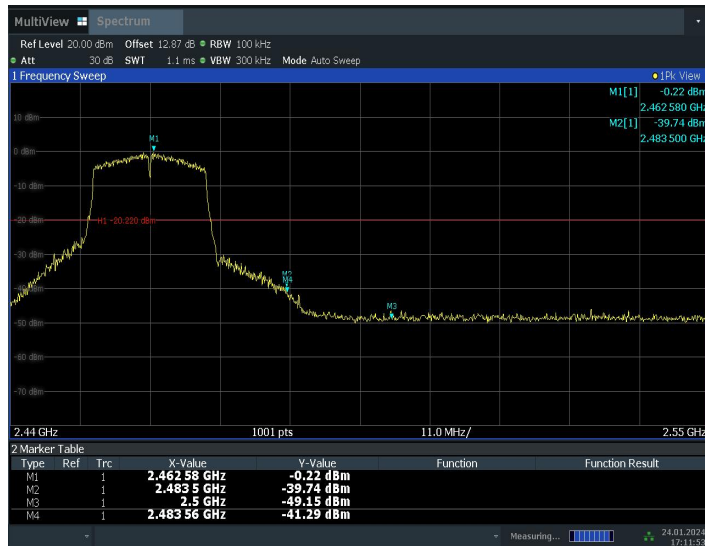 MultiView Spectrum
Ref Level 20.00 dBm Offset 12.87 dB RBW 100 kHz
Att 30 dB SWT 1.1 ms VBW 300 kHz Mode Auto Sweep
1 Frequency Sweep 1Pk View
M1[1] -0.22 dBm
2.462 580 GHz
10 dBm M2[1] -39.74 dBm
2.483 500 GHz
M1
0 dBm
-10 dBm
-20 dBm H1 -20.220 dBm
-30 dBm
M2
-40 dBm M4
M3
-50 dBm
-60 dBm
-70 dBm
2.44 GHz 1001 pts 11.0 MHz/ 2.55 GHz
2 Marker Table
Type Ref Trc X-Value Y-Value Function Function Result
M1 1 2.462 58 GHz -0.22 dBm
M2 1 2.483 5 GHz -39.74 dBm
M3 1 2.5 GHz -49.15 dBm
M4 1 2.483 56 GHz -41.29 dBm
Measuring... 24.01.2024
17:11:53